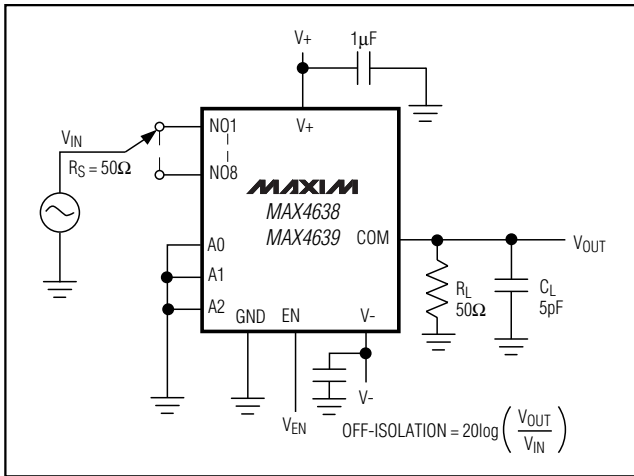 V+ 1µF
V+
VIN
RS = 50Ω
NO1
NO8
MAXIM
MAX4638
MAX4639
COM
VOUT
A0
A1
A2
RL
50Ω
CL
5pF
GND EN V-
VEN
V-
OFF-ISOLATION = 20log(VOUT/VIN)